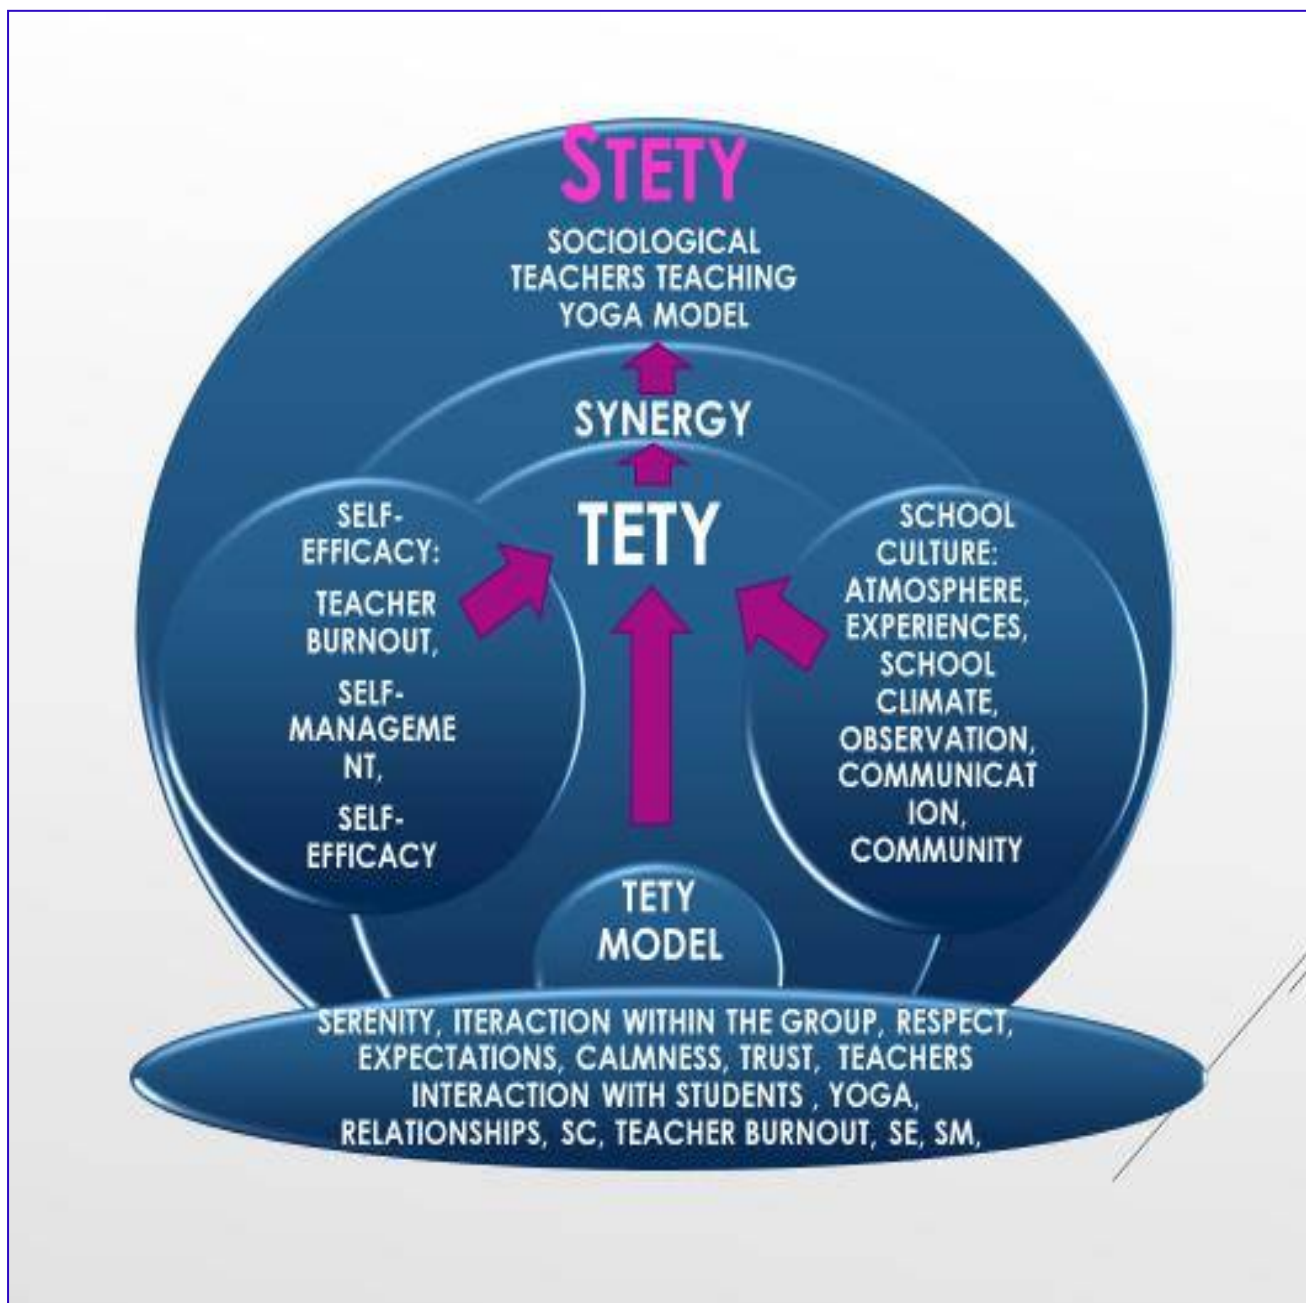 STETY
SOCIOLOGICAL
TEACHERS TEACHING
YOGA MODEL
SYNERGY
TETY
SELF-
EFFICACY:
TEACHER
BURNOUT,
SELF-
MANAGEME
NT,
SELF-
EFFICACY
SCHOOL
CULTURE:
ATMOSPHERE,
EXPERIENCES,
SCHOOL
CLIMATE,
OBSERVATION,
COMMUNICAT
ION,
COMMUNITY
TETY
MODEL
SERENITY, ITERACTION WITHIN THE GROUP, RESPECT,
EXPECTATIONS, CALMNESS, TRUST, TEACHERS
INTERACTION WITH STUDENTS , YOGA,
RELATIONSHIPS, SC, TEACHER BURNOUT, SE, SM,